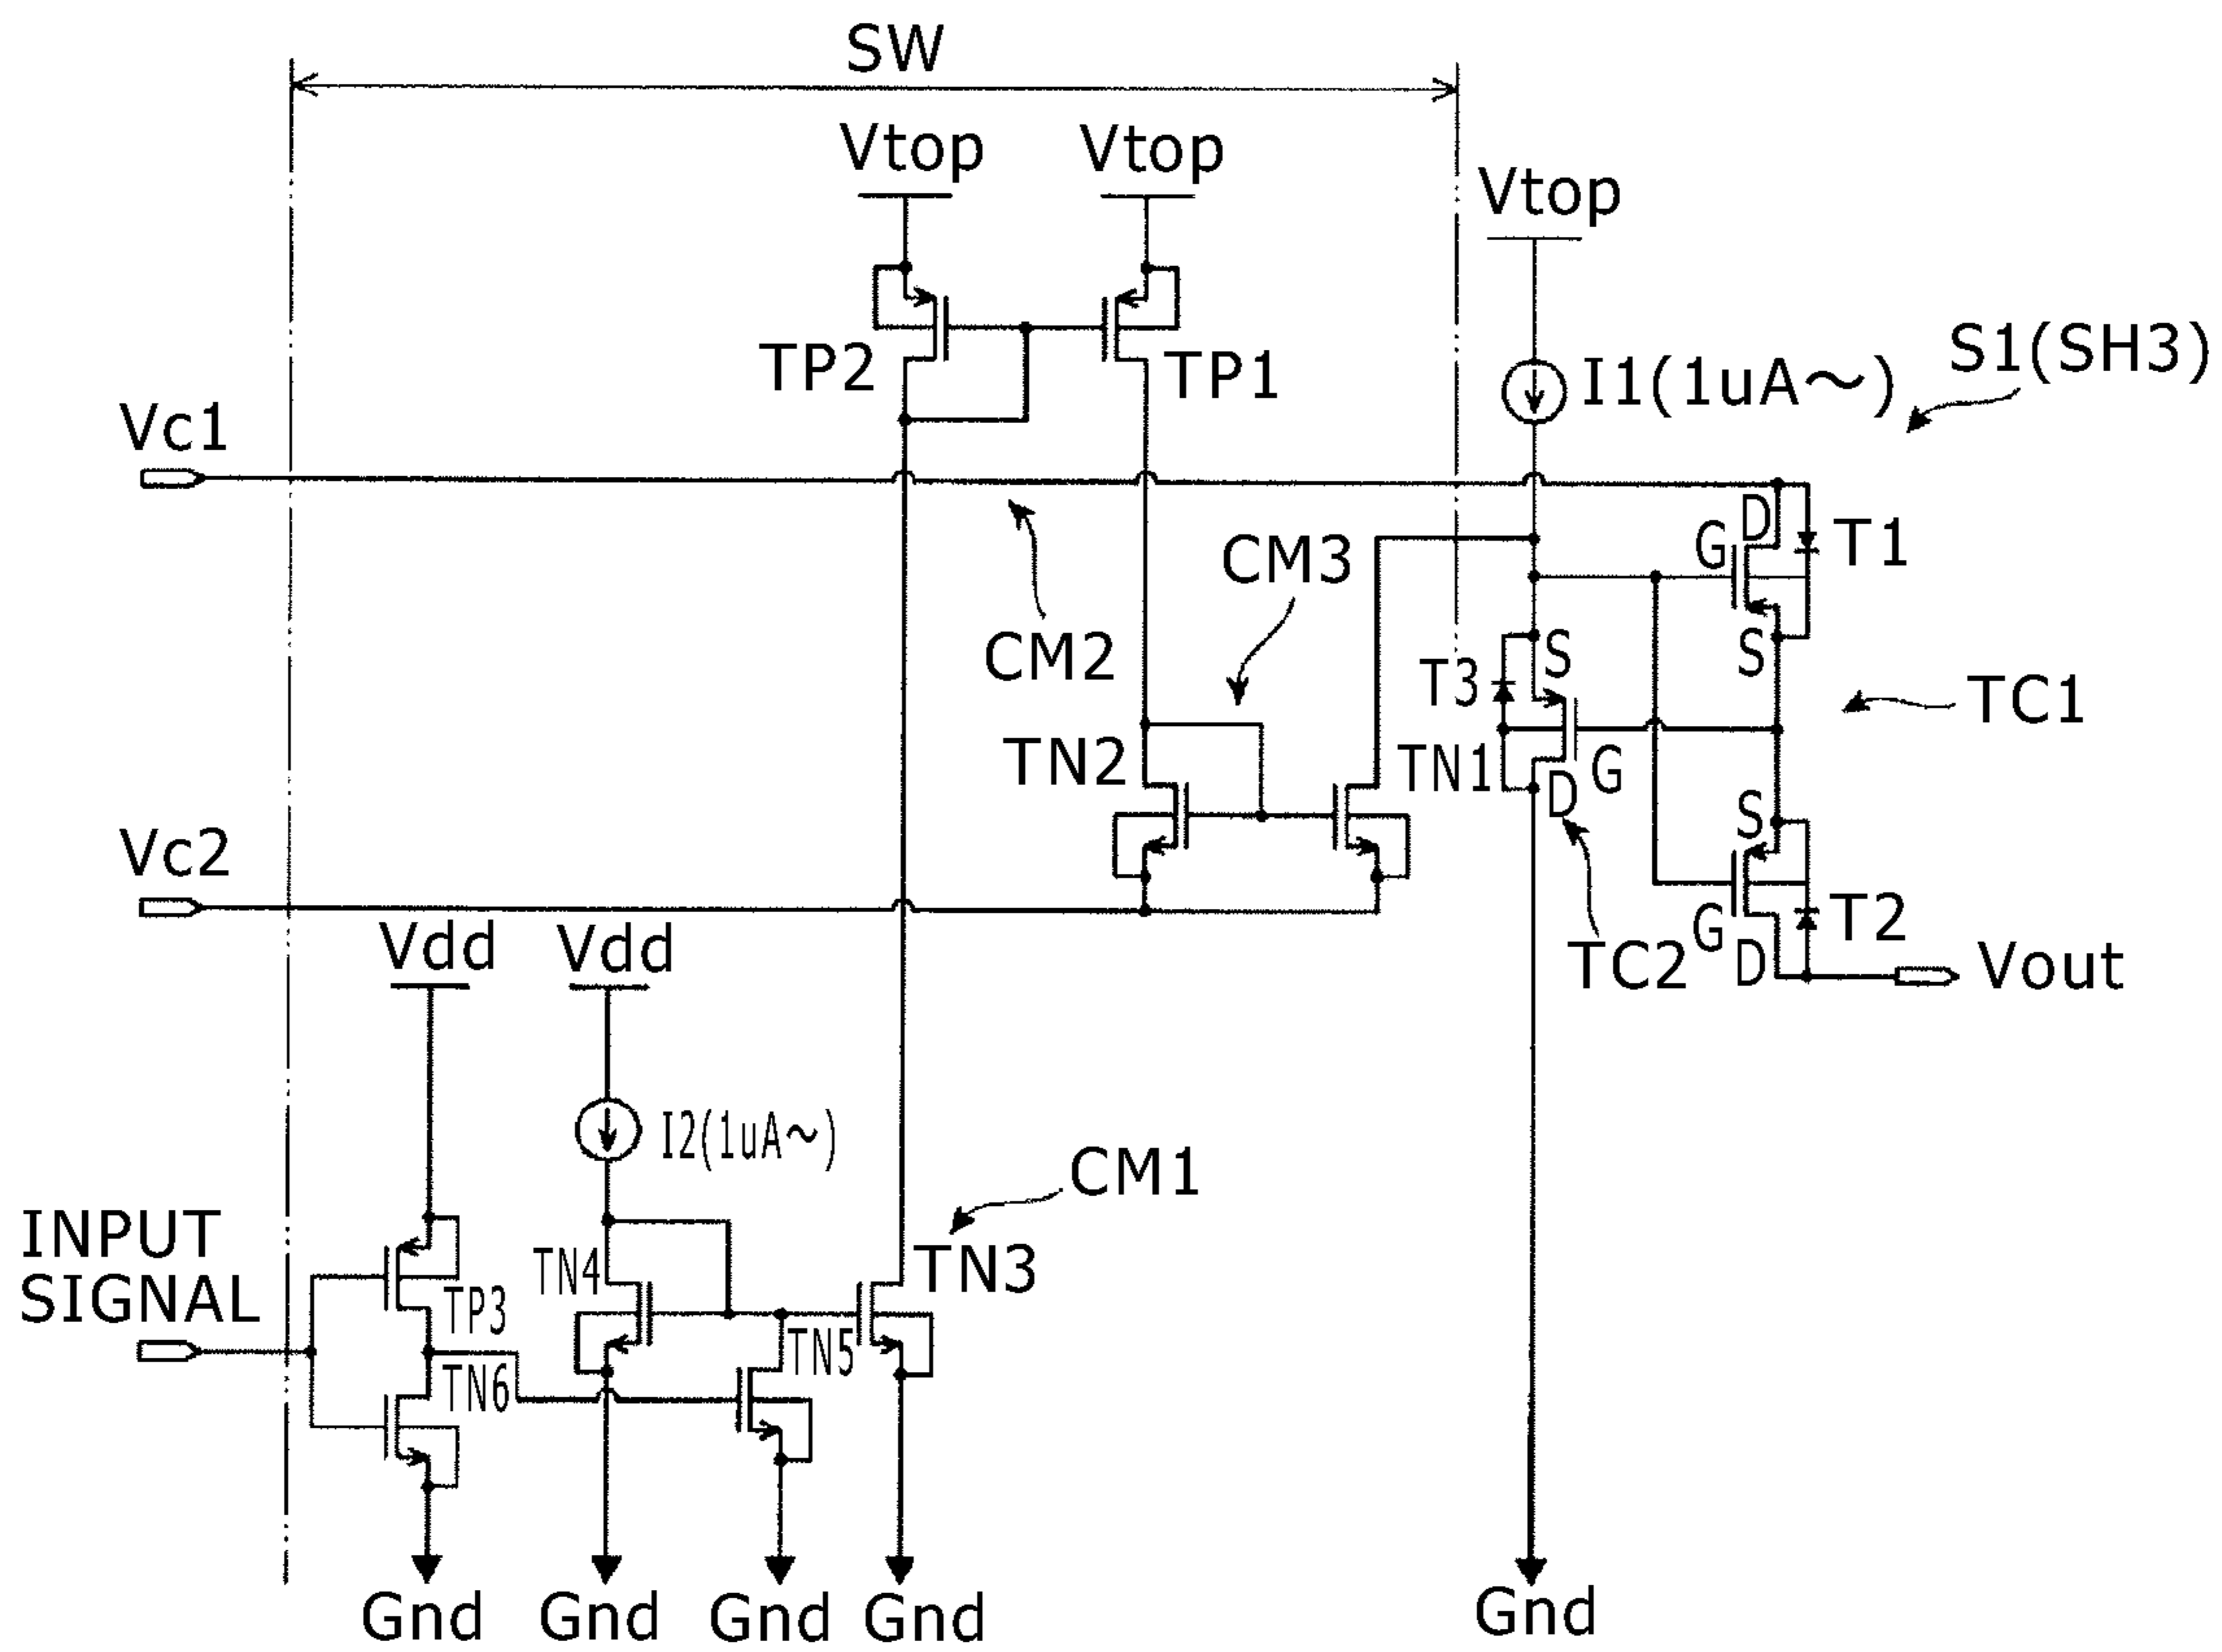 SW
Vtop
Vtop
Vtop
TP2
TP1
I1(1uA～)
S1(SH3)
Vc1
D
G
T1
CM3
CM2
S
S
T3
TC1
TN2
TN1
G
D
S
Vc2
G
T2
D
TC2
Vout
Vdd
Vdd
I2(1uA～)
CM1
INPUT
SIGNAL
TN4
TN3
TP3
TN5
TN6
Gnd
Gnd
Gnd
Gnd
Gnd